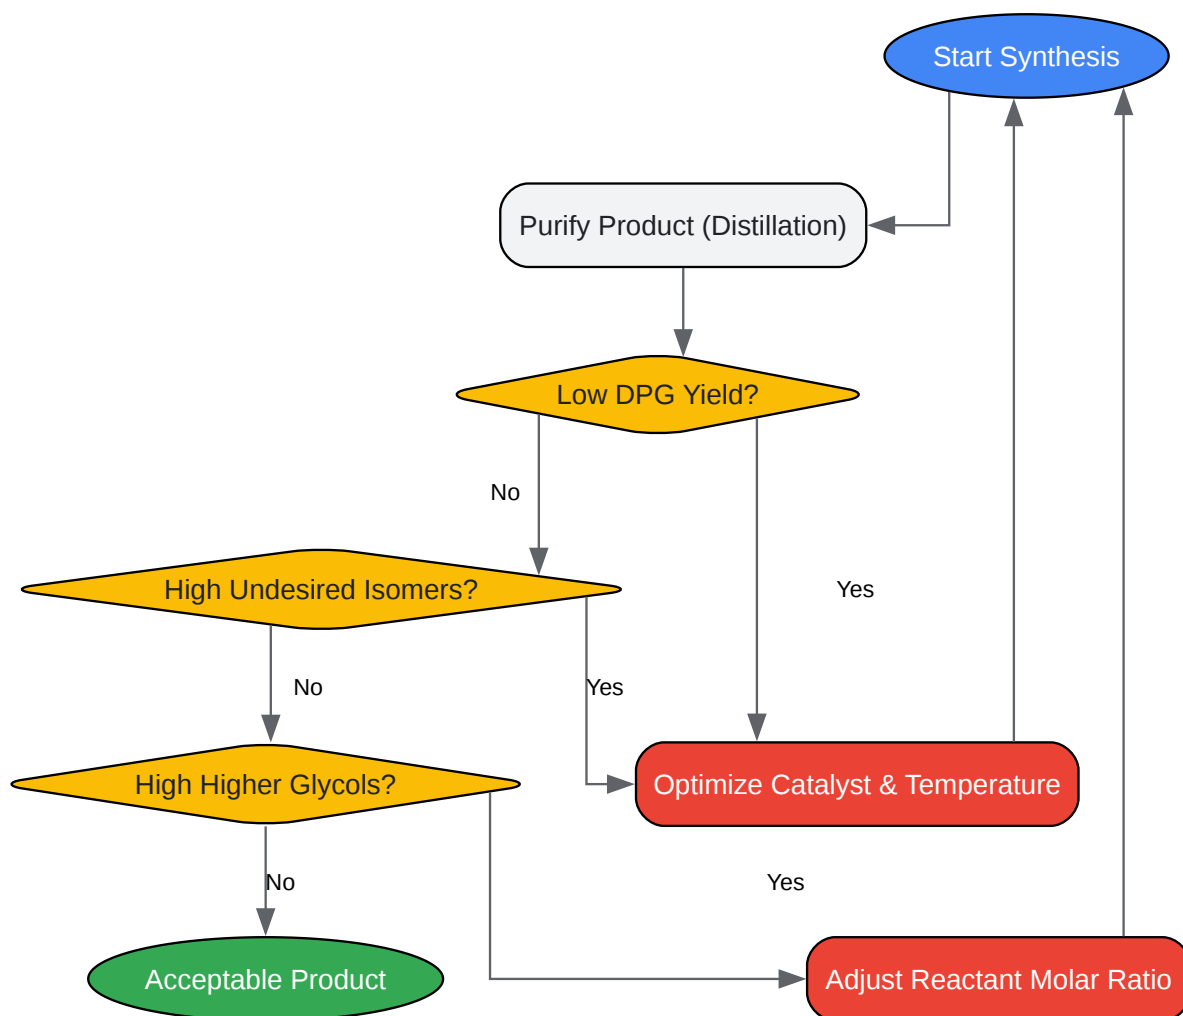 Start Synthesis
Purify Product (Distillation)
Low DPG Yield?
No
High Undesired Isomers?
Yes
No
Yes
High Higher Glycols?
Optimize Catalyst & Temperature
No
Yes
Acceptable Product
Adjust Reactant Molar Ratio